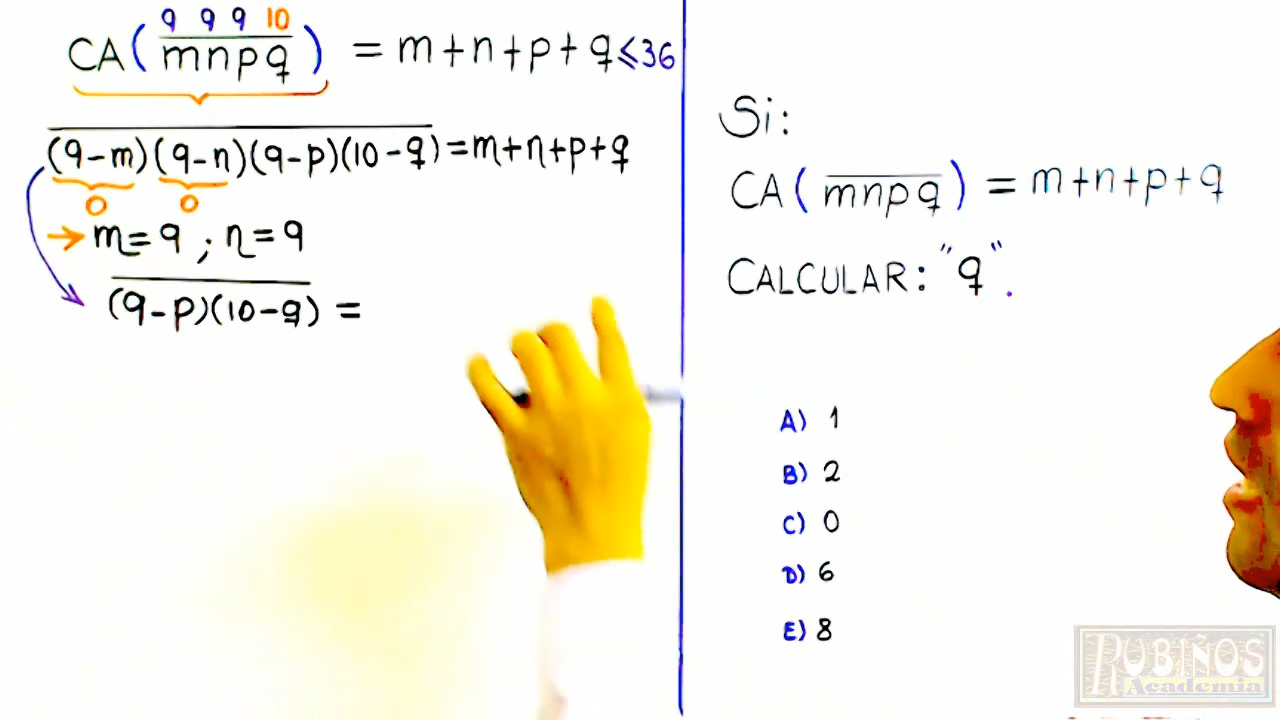 9 9 9 10
CA(mnpq) = m+n+p+q ≤36
(9-m)(9-n)(9-p)(10-q)=m+n+p+q
0 0
→ m=9 ; n=9
(9-p)(10-q) =
Si:
CA(mnpq) = m+n+p+q
CALCULAR: "q".
A) 1
B) 2
C) 0
D) 6
E) 8
RUBIÑOS
Academia